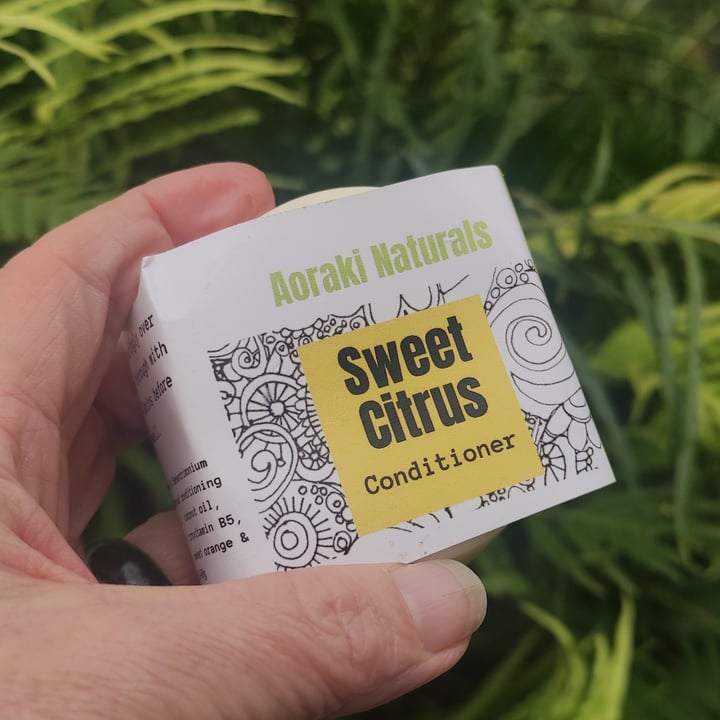 Aoraki Naturals
Sweet
Citrus
Conditioner
over
with
before
conditioning
oil,
B5,
orange &